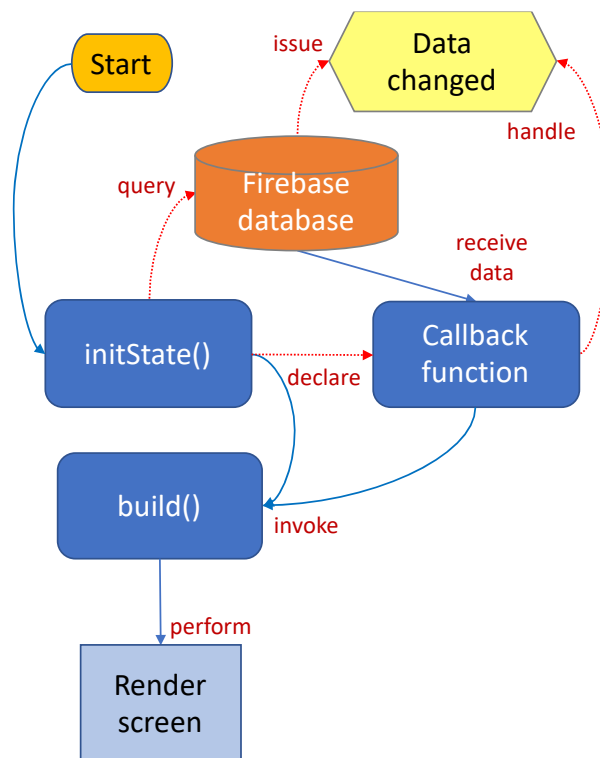 issue
Data
changed
Start
handle
query
Firebase
database
receive
data
initState()
declare
Callback
function
build()
invoke
perform
Render
screen